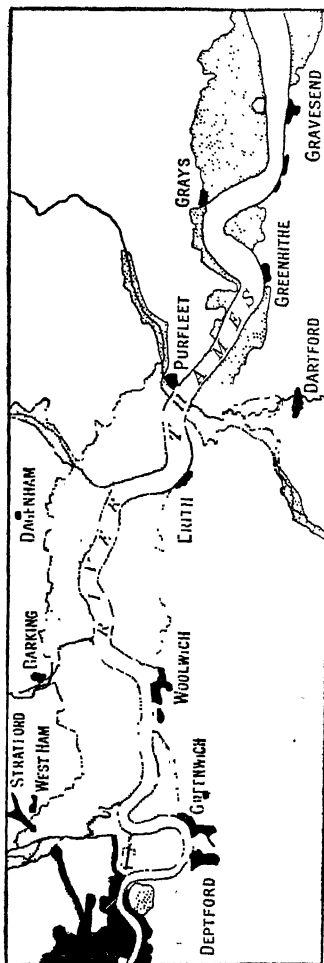 STRATFORD
WEST HAM
BARKING
DAGENHAM
PURFLEET
GRAYS
RIVER THAMES
DEPTFORD
GREENWICH
WOOLWICH
ERITH
DARTFORD
GREENHITHE
GRAVESEND